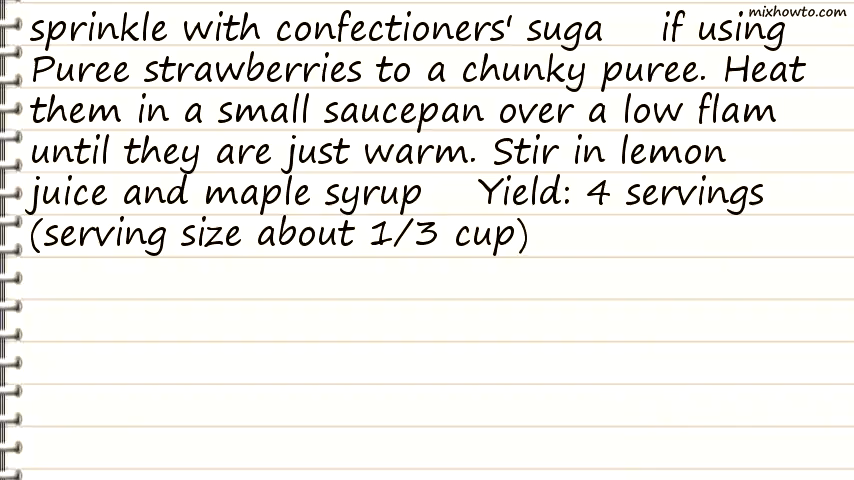 mixhowto.com
sprinkle with confectioners' suga if using
Puree strawberries to a chunky puree. Heat
them in a small saucepan over a low flam
until they are just warm. Stir in lemon
juice and maple syrup Yield: 4 servings
(serving size about 1/3 cup)